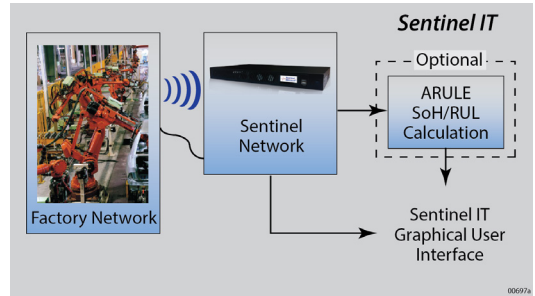 Sentinel IT
Optional
ARULE
SoH/RUL
Calculation
Sentinel
Network
Factory Network
Sentinel IT
Graphical User
Interface
00697a